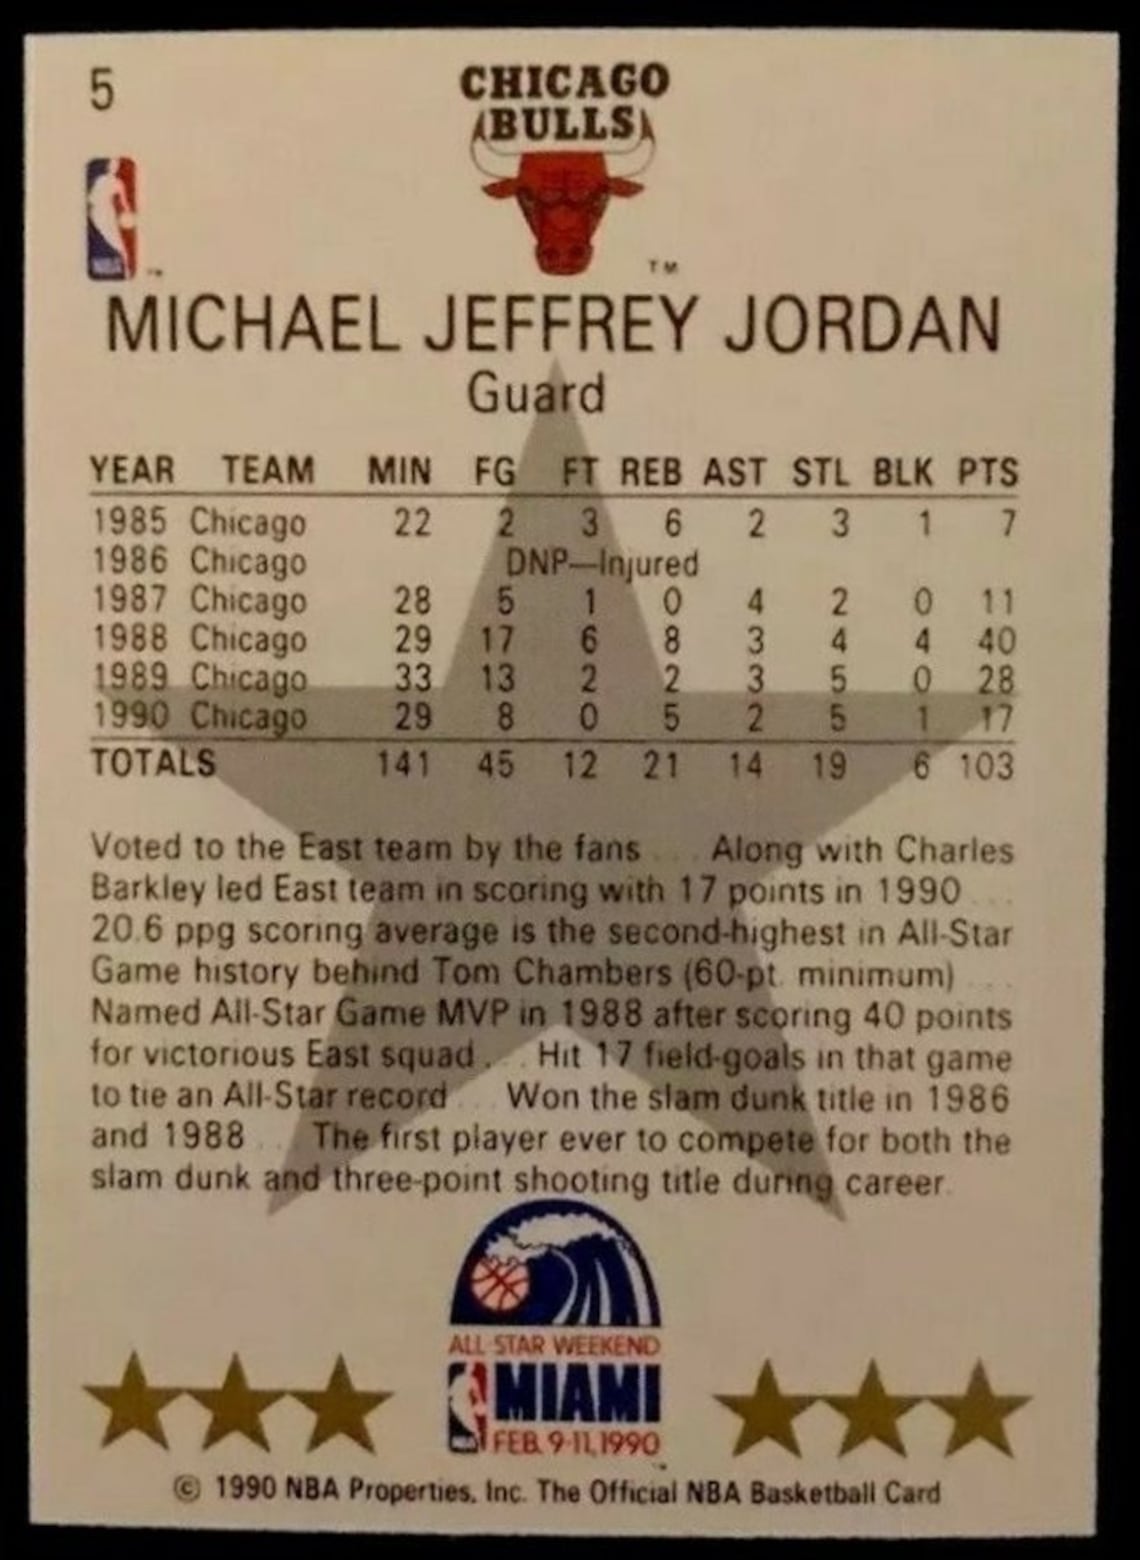 5
CHICAGO
BULLS
NBA
TM
TM
MICHAEL JEFFREY JORDAN
Guard
YEAR TEAM MIN FG FT REB AST STL BLK PTS
1985 Chicago 22 2 3 6 2 3 1 7
1986 Chicago DNP—Injured
1987 Chicago 28 5 1 0 4 2 0 11
1988 Chicago 29 17 6 8 3 4 4 40
1989 Chicago 33 13 2 2 3 5 0 28
1990 Chicago 29 8 0 5 2 5 1 17
TOTALS 141 45 12 21 14 19 6 103
Voted to the East team by the fans . . . Along with Charles
Barkley led East team in scoring with 17 points in 1990 . . .
20.6 ppg scoring average is the second-highest in All-Star
Game history behind Tom Chambers (60-pt. minimum) . . .
Named All-Star Game MVP in 1988 after scoring 40 points
for victorious East squad . . . Hit 17 field-goals in that game
to tie an All-Star record . . . Won the slam dunk title in 1986
and 1988 . . . The first player ever to compete for both the
slam dunk and three-point shooting title during career.
ALL-STAR WEEKEND
MIAMI
NBA FEB. 9-11, 1990
© 1990 NBA Properties, Inc. The Official NBA Basketball Card